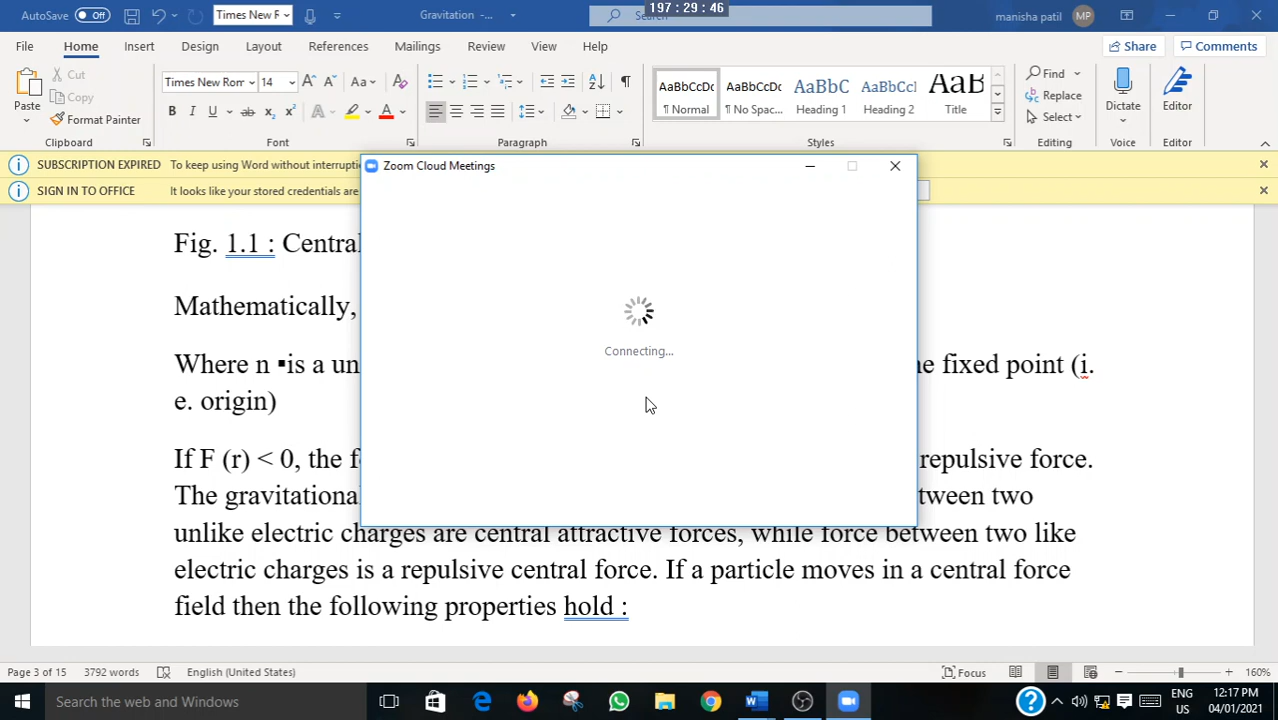 AutoSave Off Times New R Gravitation - ... 197:29:46 Search manisha patil MP
File Home Insert Design Layout References Mailings Review View Help Share Comments
Paste Cut Copy Format Painter
Times New Rom 14 Aa
AaBbCcDc AaBbCcDc AaBbC AaBbCcl AaB
¶ Normal ¶ No Spac... Heading 1 Heading 2 Title
Find Replace Select
Dictate Editor
Clipboard Font Paragraph Styles Editing Voice Editor
SUBSCRIPTION EXPIRED To keep using Word without interruptio
SIGN IN TO OFFICE It looks like your stored credentials are
Zoom Cloud Meetings
Connecting...
Fig. 1.1 : Central
Mathematically,
Where n ▪is a un he fixed point (i.
e. origin)
If F (r) < 0, the fo repulsive force.
The gravitational tween two
unlike electric charges are central attractive forces, while force between two like
electric charges is a repulsive central force. If a particle moves in a central force
field then the following properties hold :
Page 3 of 15 3792 words English (United States) Focus 160%
Search the web and Windows ENG US 12:17 PM 04/01/2021